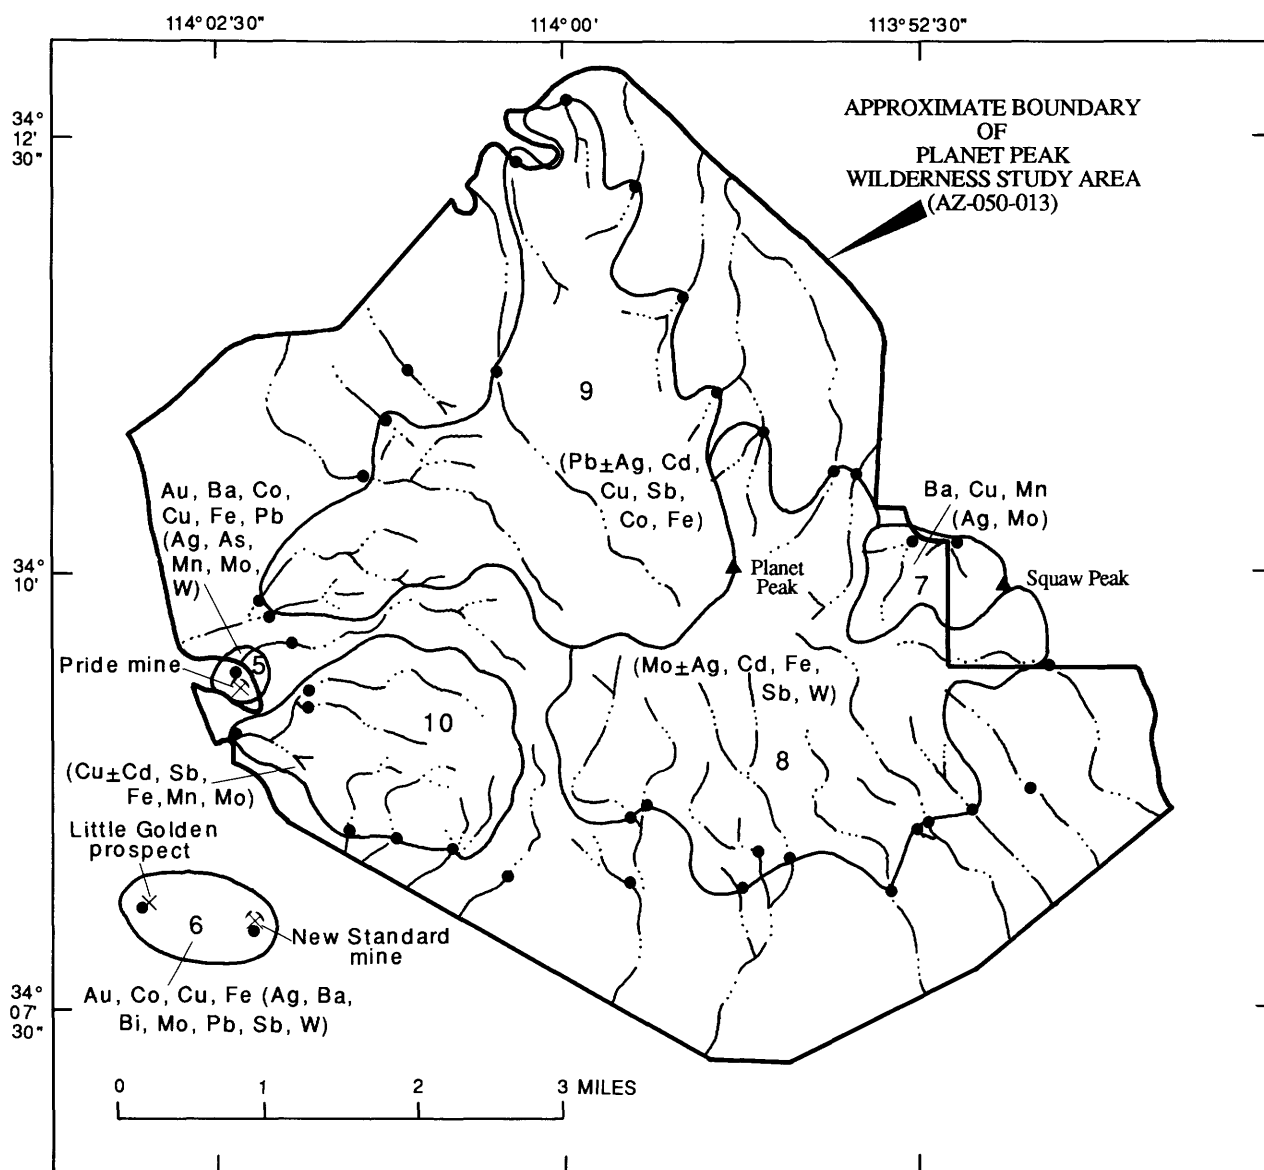 114° 02'30"
114° 00'
113° 52'30"
34°
12'
30"
APPROXIMATE BOUNDARY
OF
PLANET PEAK
WILDERNESS STUDY AREA
(AZ-050-013)
9
(Pb±Ag, Cd,
Cu, Sb,
Co, Fe)
Au, Ba, Co,
Cu, Fe, Pb
(Ag, As,
Mn, Mo,
W)
Ba, Cu, Mn
(Ag, Mo)
34°
10'
Planet
Peak
7
Squaw Peak
Pride mine
5
(Mo±Ag, Cd, Fe,
Sb, W)
10
8
(Cu±Cd, Sb,
Fe, Mn, Mo)
Little Golden
prospect
6
New Standard
mine
34°
07'
30"
Au, Co, Cu, Fe (Ag, Ba,
Bi, Mo, Pb, Sb, W)
0 1 2 3 MILES